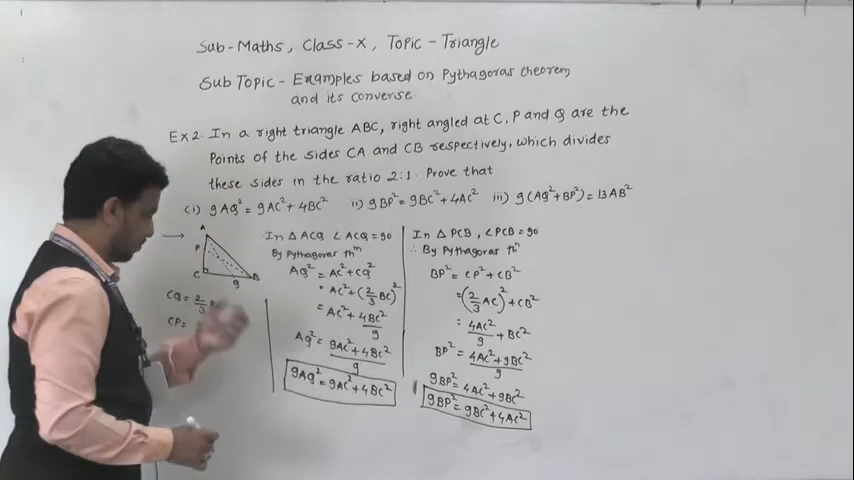 Sub-Maths, Class-X, Topic-Triangle
Sub Topic - Examples based on Pythagoras theorem
and its converse.
EX2. In a right triangle ABC, right angled at C, P and Q are the
Points of the sides CA and CB respectively, which divides
these sides in the ratio 2:1. Prove that
(i) 9AQ² = 9AC² + 4BC² ii) 9BP² = 9BC² + 4AC² iii) 9(AQ² + BP²) = 13AB²
→
A
P
C
Q
B
CQ = 2/3
CP =
In △ ACQ ∠ACQ = 90
By Pythagoras thm
AQ² = AC² + CQ²
= AC² + (2/3 BC)²
= AC² + 4BC²/9
AQ² = 9AC² + 4BC²/9
9AQ² = 9AC² + 4BC²
In △ PCB, ∠PCB = 90
∴ By Pythagoras thm
BP² = CP² + CB²
= (2/3 AC)² + CB²
= 4AC²/9 + BC²
BP² = 4AC² + 9BC²/9
9BP² = 4AC² + 9BC²
9BP² = 9BC² + 4AC²